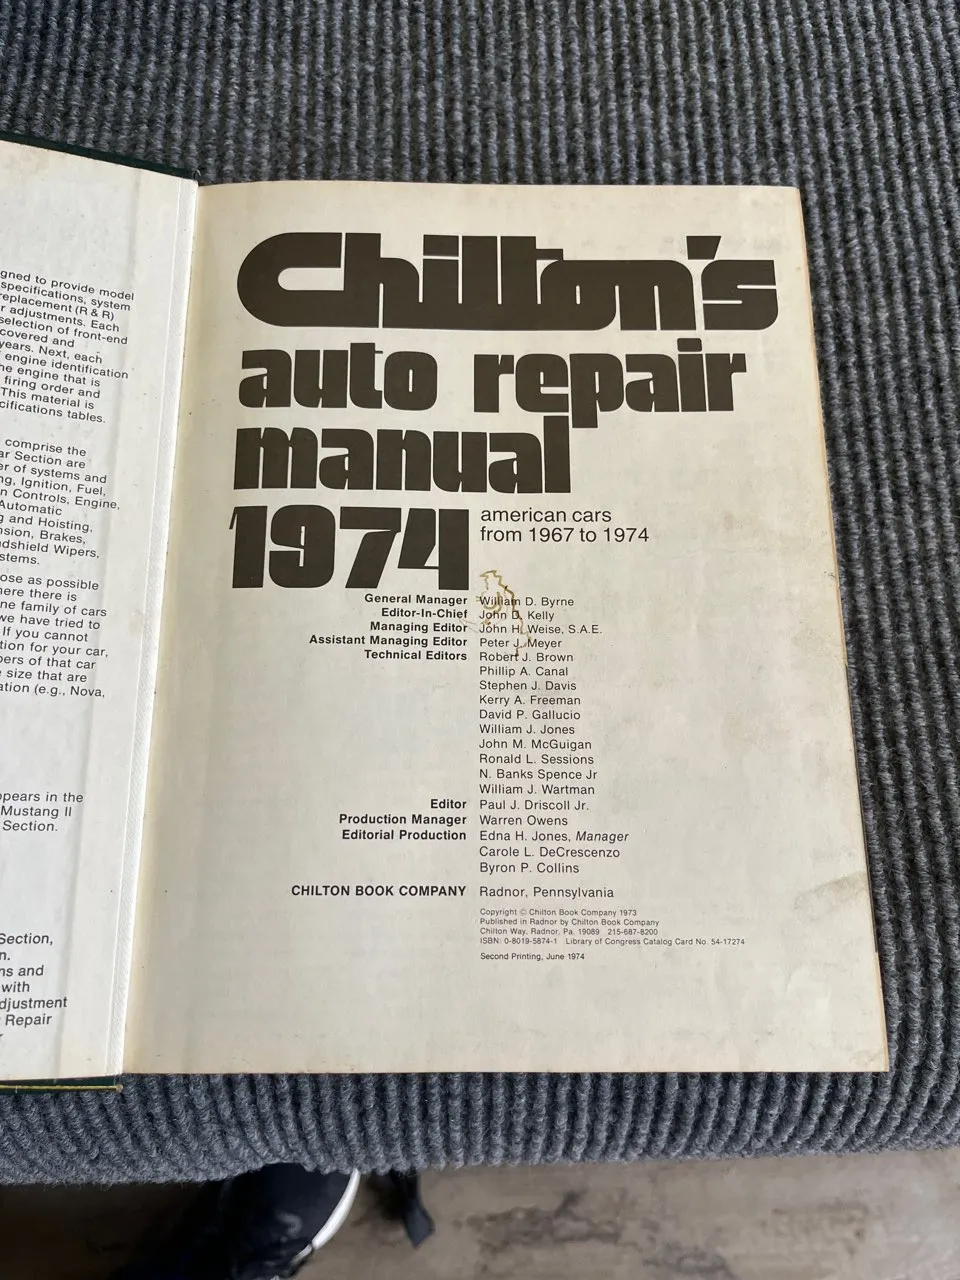 gned to provide model
specifications, system
replacement (R & R)
r adjustments. Each
selection of front-end
covered and
years. Next, each
engine identification
he engine that is
firing order and
This material is
cifications tables.
comprise the
ar Section are
er of systems and
ng, Ignition, Fuel,
n Controls, Engine,
Automatic
g and Hoisting,
nsion, Brakes,
dshield Wipers,
stems.
ose as possible
here there is
ne family of cars
we have tried to
If you cannot
tion for your car,
bers of that car
size that are
ation (e.g., Nova,
ppears in the
Mustang II
Section.
Section,
n.
ns and
with
djustment
Repair
Chilton's
auto repair
manual
1974
american cars
from 1967 to 1974
General Manager William D. Byrne
Editor-In-Chief John D. Kelly
Managing Editor John H. Weise, S.A.E.
Assistant Managing Editor Peter J. Meyer
Technical Editors Robert J. Brown
Phillip A. Canal
Stephen J. Davis
Kerry A. Freeman
David P. Gallucio
William J. Jones
John M. McGuigan
Ronald L. Sessions
N. Banks Spence Jr
William J. Wartman
Editor Paul J. Driscoll Jr.
Production Manager Warren Owens
Editorial Production Edna H. Jones, Manager
Carole L. DeCrescenzo
Byron P. Collins
CHILTON BOOK COMPANY Radnor, Pennsylvania
Copyright © Chilton Book Company 1973
Published in Radnor by Chilton Book Company
Chilton Way, Radnor, Pa. 19089 215-687-8200
ISBN: 0-8019-5874-1 Library of Congress Catalog Card No. 54-17274
Second Printing, June 1974